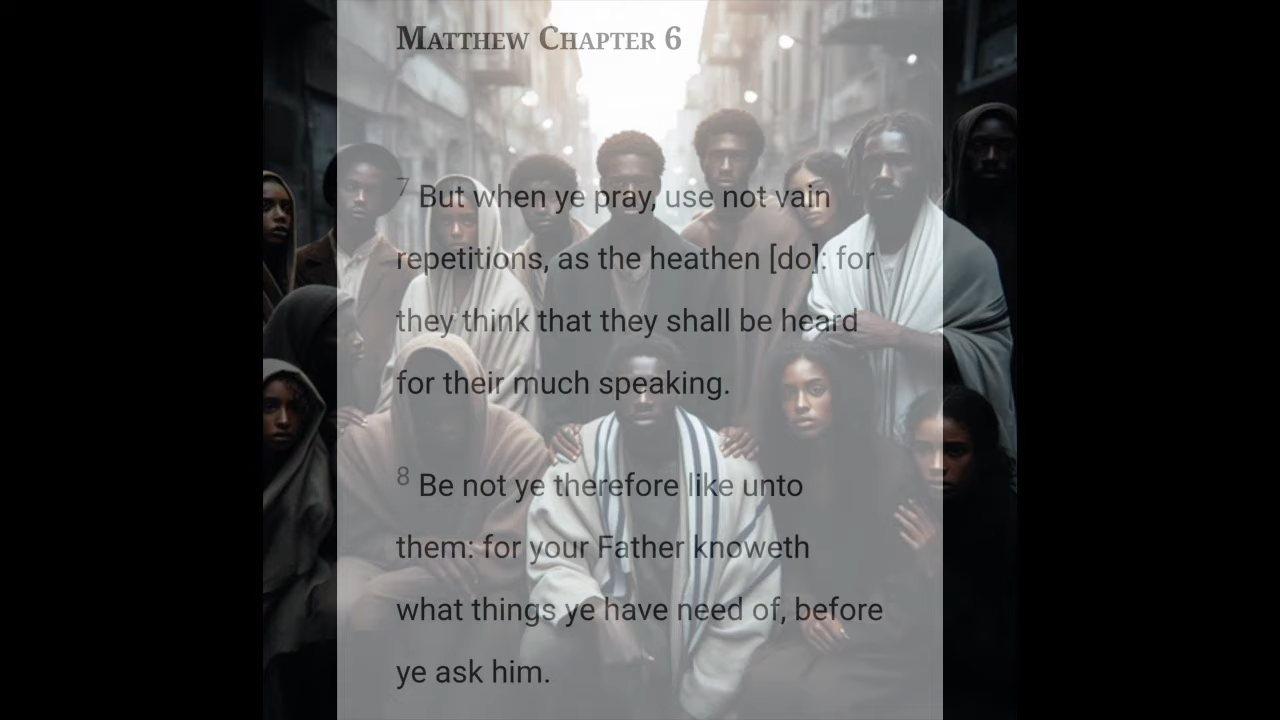 MATTHEW CHAPTER 6
7 But when ye pray, use not vain
repetitions, as the heathen [do]: for
they think that they shall be heard
for their much speaking.
8 Be not ye therefore like unto
them: for your Father knoweth
what things ye have need of, before
ye ask him.